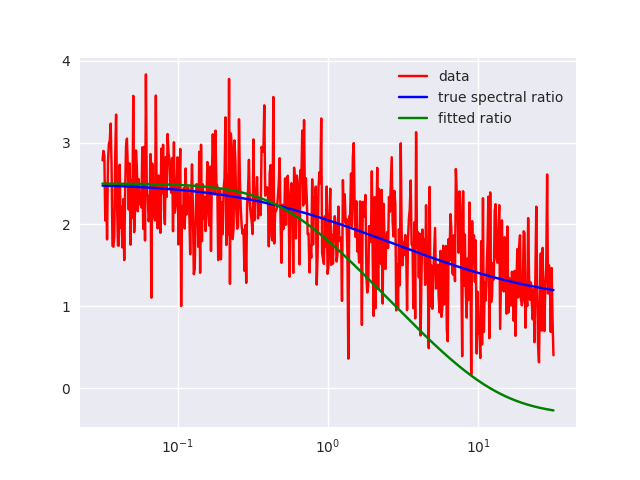 4
3
2
1
0
data
true spectral ratio
fitted ratio
10⁻¹ 10⁰ 10¹